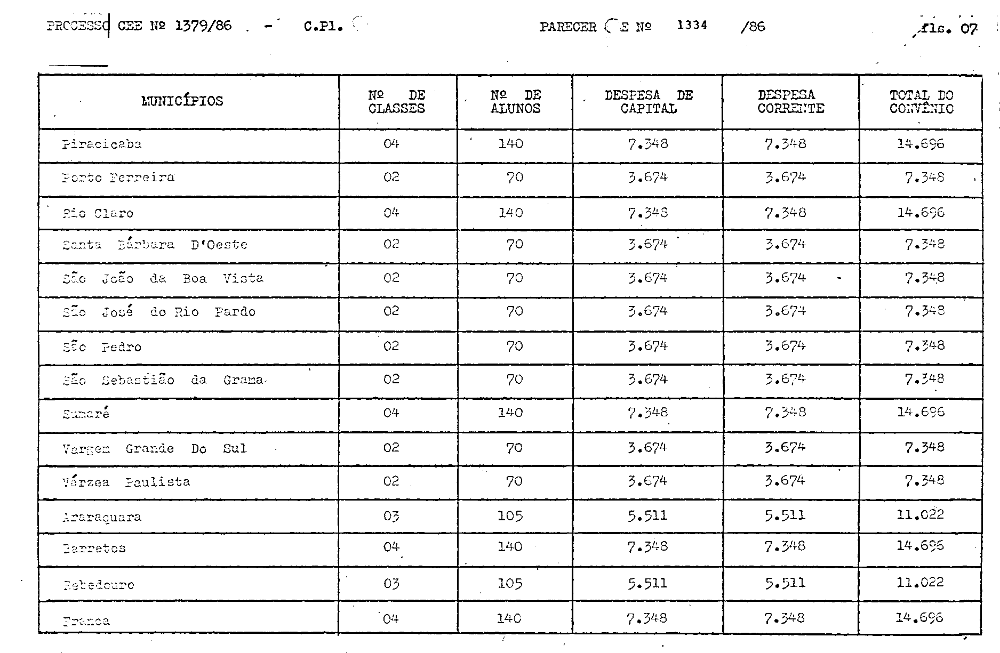 PROCESSO CEE Nº 1379/86 - C.Pl. PARECER CEE Nº 1334 /86 fls. 07
MUNICÍPIOS Nº DE CLASSES Nº DE ALUNOS DESPESA DE CAPITAL DESPESA CORRENTE TOTAL DO CONVÊNIO
Piracicaba 04 140 7.348 7.348 14.696
Porto Ferreira 02 70 3.674 3.674 7.348
Rio Claro 04 140 7.348 7.348 14.696
Santa Bárbara D'Oeste 02 70 3.674 3.674 7.348
São João da Boa Vista 02 70 3.674 3.674 - 7.348
São José do Rio Pardo 02 70 3.674 3.674 7.348
São Pedro 02 70 3.674 3.674 7.348
São Sebastião da Grama 02 70 3.674 3.674 7.348
Sumaré 04 140 7.348 7.348 14.696
Vargem Grande Do Sul 02 70 3.674 3.674 7.348
Várzea Paulista 02 70 3.674 3.674 7.348
Araraquara 03 105 5.511 5.511 11.022
Barretos 04 140 7.348 7.348 14.696
Bebedouro 03 105 5.511 5.511 11.022
Franca 04 140 7.348 7.348 14.696